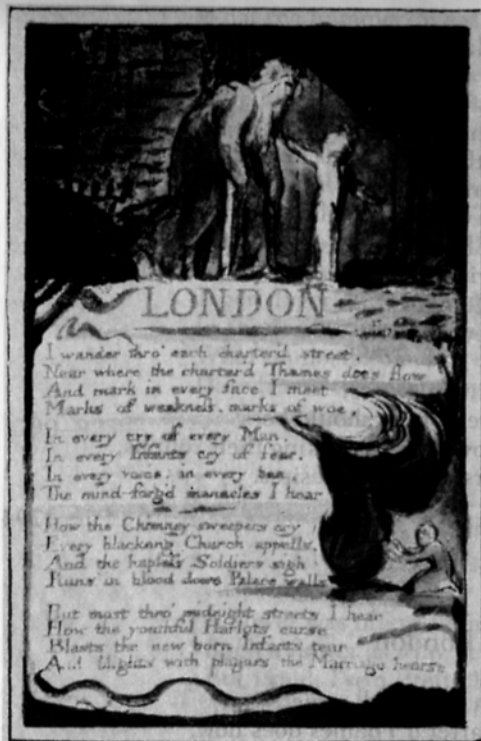 LONDON
I wander thro' each charter'd street,
Near where the charter'd Thames does flow
And mark in every face I meet
Marks of weakness, marks of woe.
In every cry of every Man,
In every Infants cry of fear,
In every voice; in every ban,
The mind-forg'd manacles I hear
How the Chimney sweepers cry
Every blackning Church appalls,
And the hapless Soldiers sigh
Runs in blood down Palace walls
But most thro' midnight streets I hear
How the youthful Harlots curse
Blasts the new born Infants tear
And blights with plagues the Marriage hearse